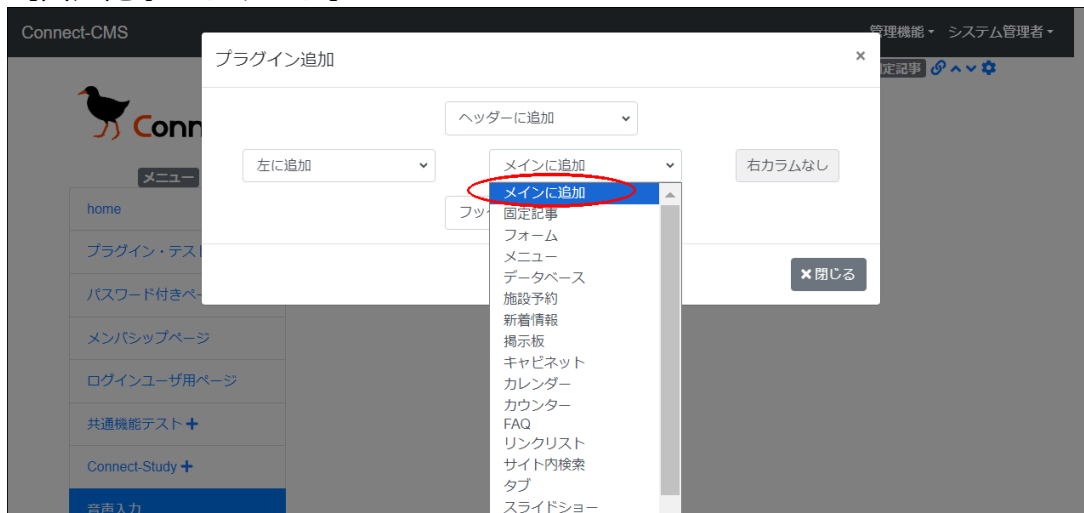 Connect-CMS
管理機能
システム管理者
プラグイン追加
×
定記事
Conn
ヘッダーに追加
左に追加
メインに追加
右カラムなし
メニュー
メインに追加
home
フッ
固定記事
フォーム
プラグイン・テスト
メニュー
データベース
×閉じる
パスワード付きペ
施設予約
新着情報
メンバシップページ
掲示板
キャビネット
ログインユーザ用ページ
カレンダー
カウンター
共通機能テスト+
FAQ
リンクリスト
Connect-Study+
サイト内検索
タブ
音声入力
スライドショー